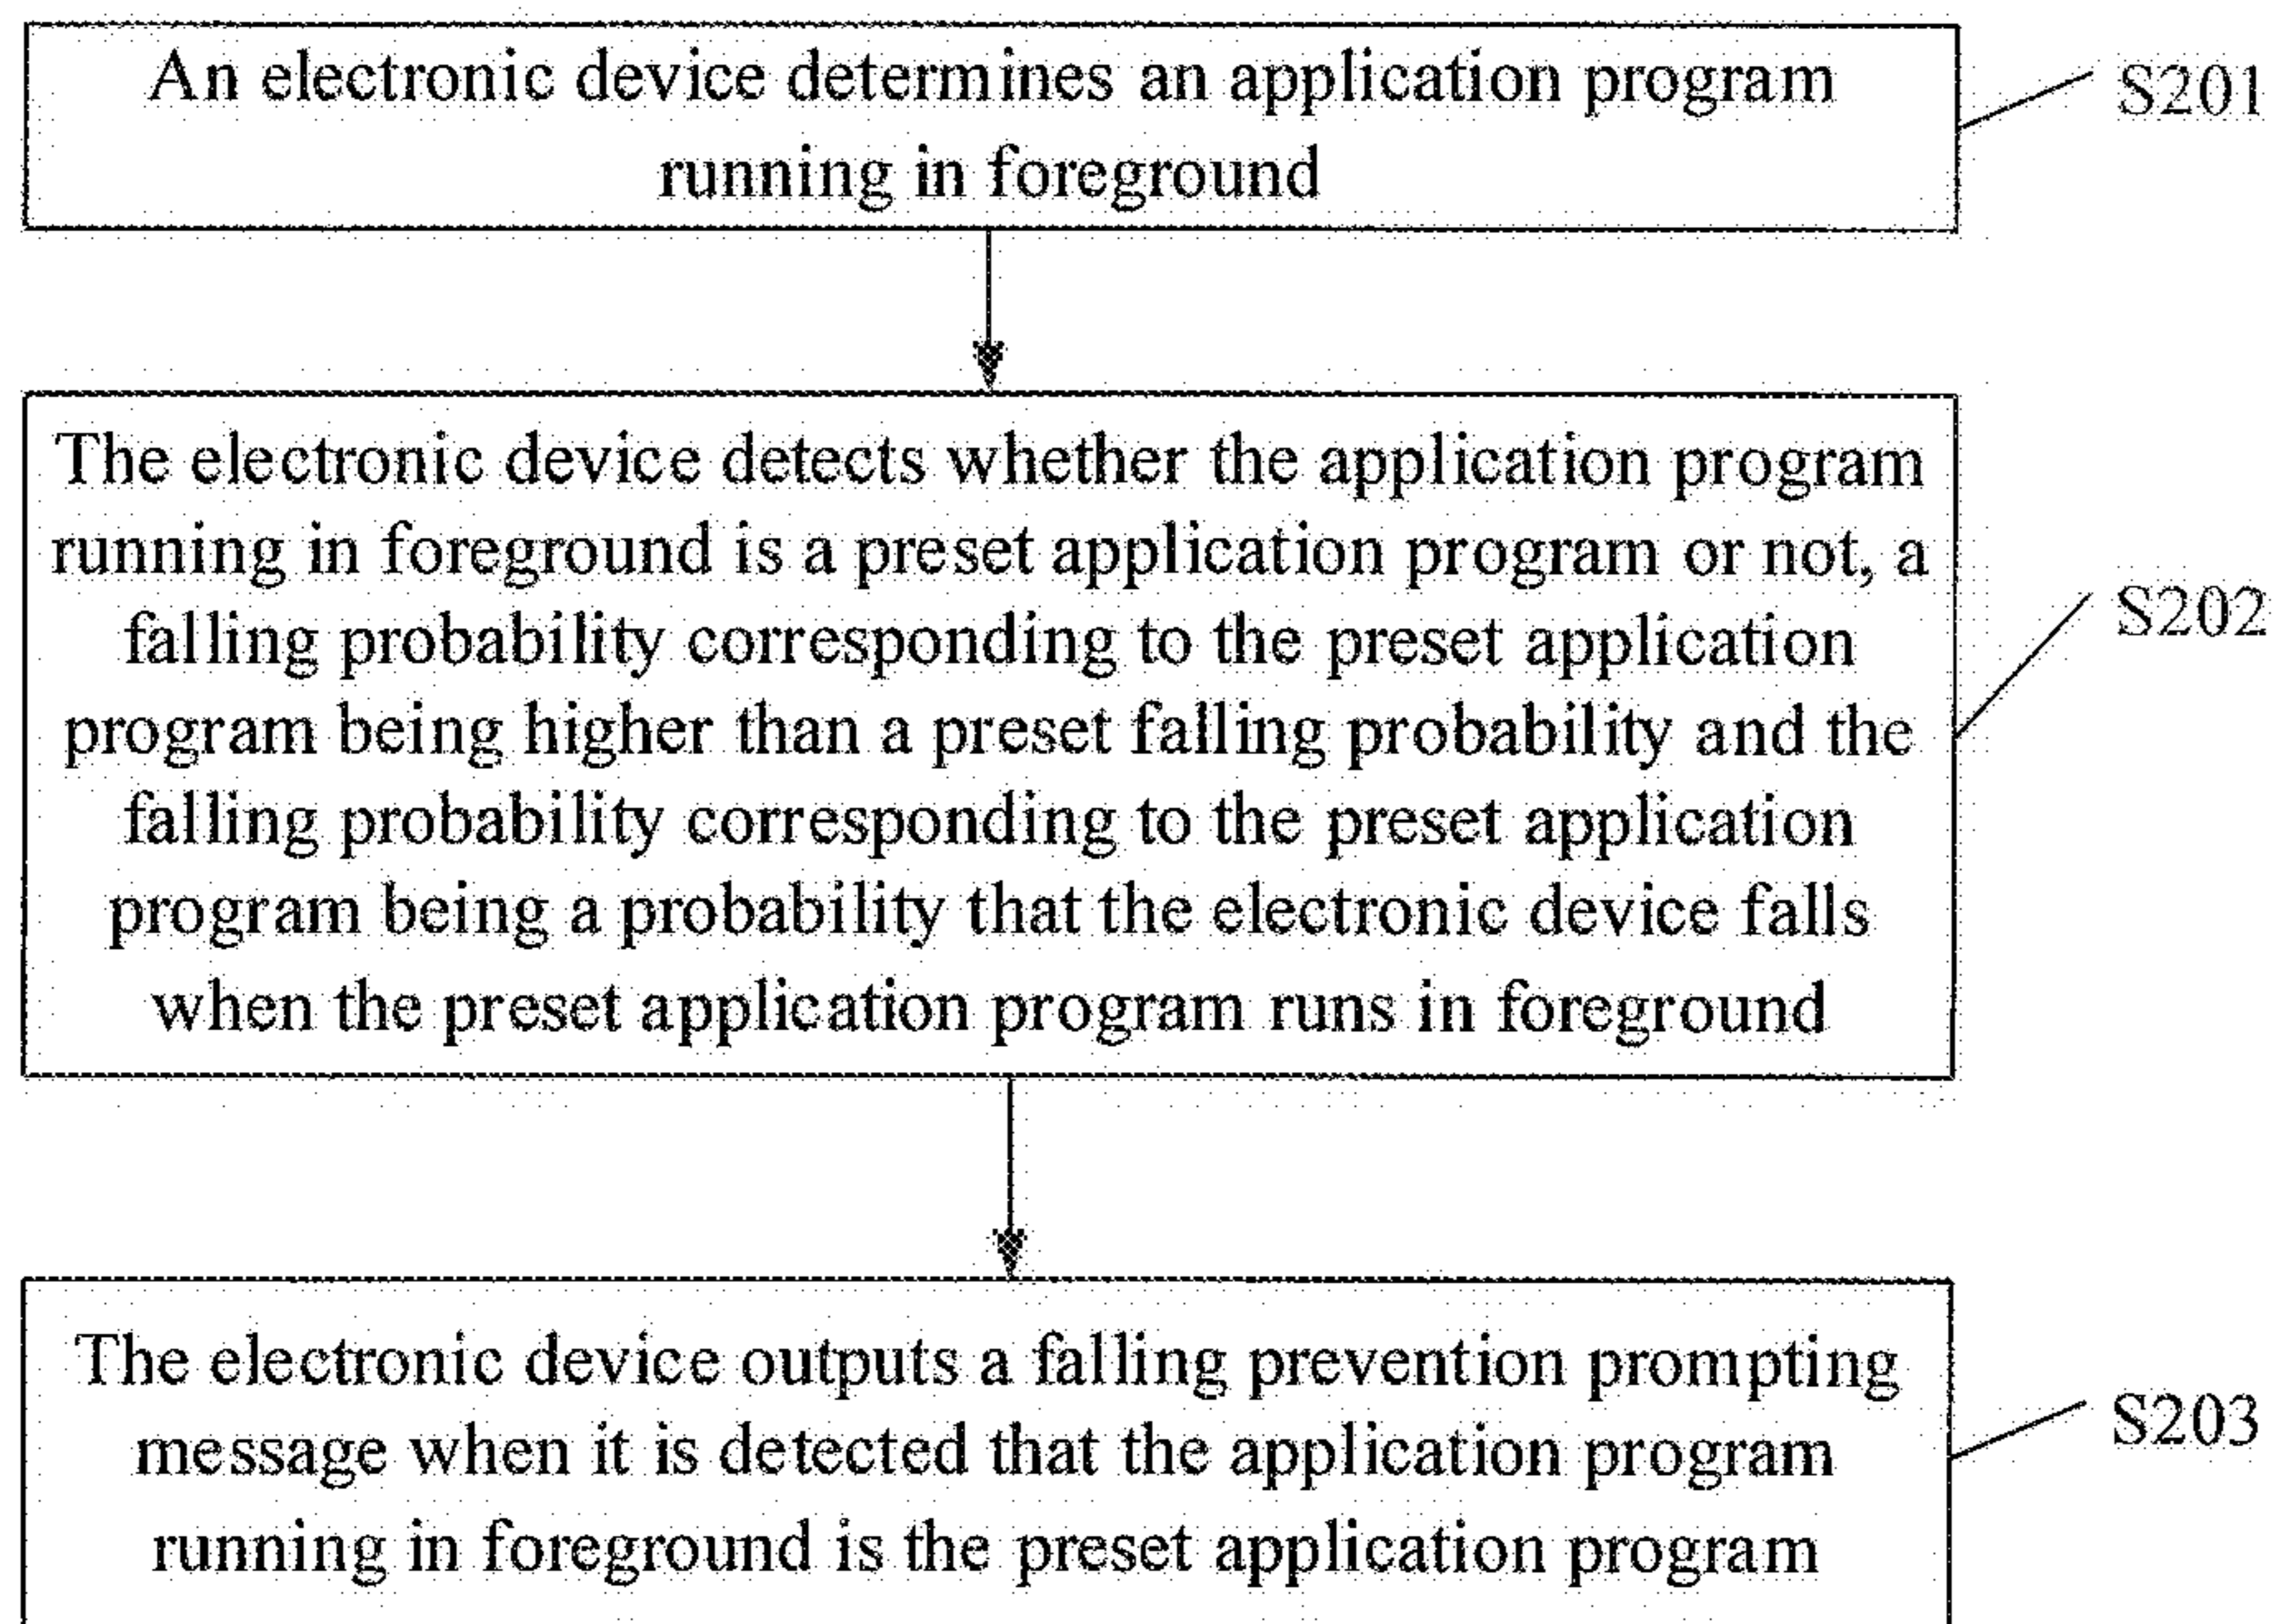 An electronic device determines an application program
running in foreground
S201
The electronic device detects whether the application program
running in foreground is a preset application program or not, a
falling probability corresponding to the preset application
program being higher than a preset falling probability and the
falling probability corresponding to the preset application
program being a probability that the electronic device falls
when the preset application program runs in foreground
S202
The electronic device outputs a falling prevention prompting
message when it is detected that the application program
running in foreground is the preset application program
S203